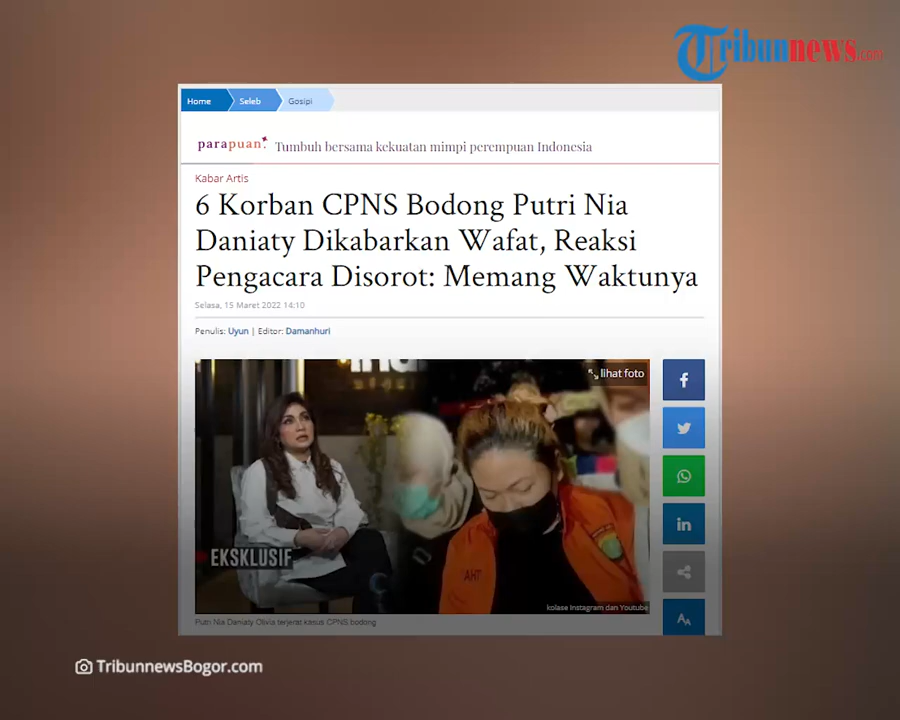 Tribunnews.com
Home Seleb Gosipi
parapuan. Tumbuh bersama kekuatan mimpi perempuan Indonesia
Kabar Artis
6 Korban CPNS Bodong Putri Nia
Daniaty Dikabarkan Wafat, Reaksi
Pengacara Disorot: Memang Waktunya
Selasa, 15 Maret 2022 14:10
Penulis: Uyun | Editor: Damanhuri
lihat foto
EKSKLUSIF
kolase Instagram dan Youtube
Putri Nia Daniaty Olivia terjerat kasus CPNS bodong
TribunnewsBogor.com